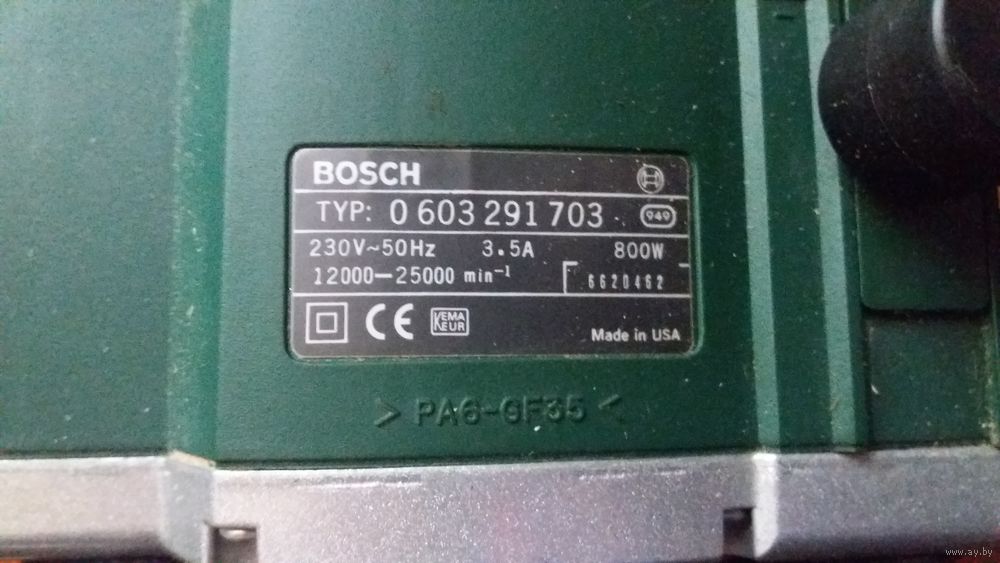 BOSCH
TYP: 0 603 291 703 949
230V~50Hz 3.5A 800W
12000—25000 min⁻¹ 6620462
CE KEMA KEUR
Made in USA
> PA6-GF35 <
www.ay.by